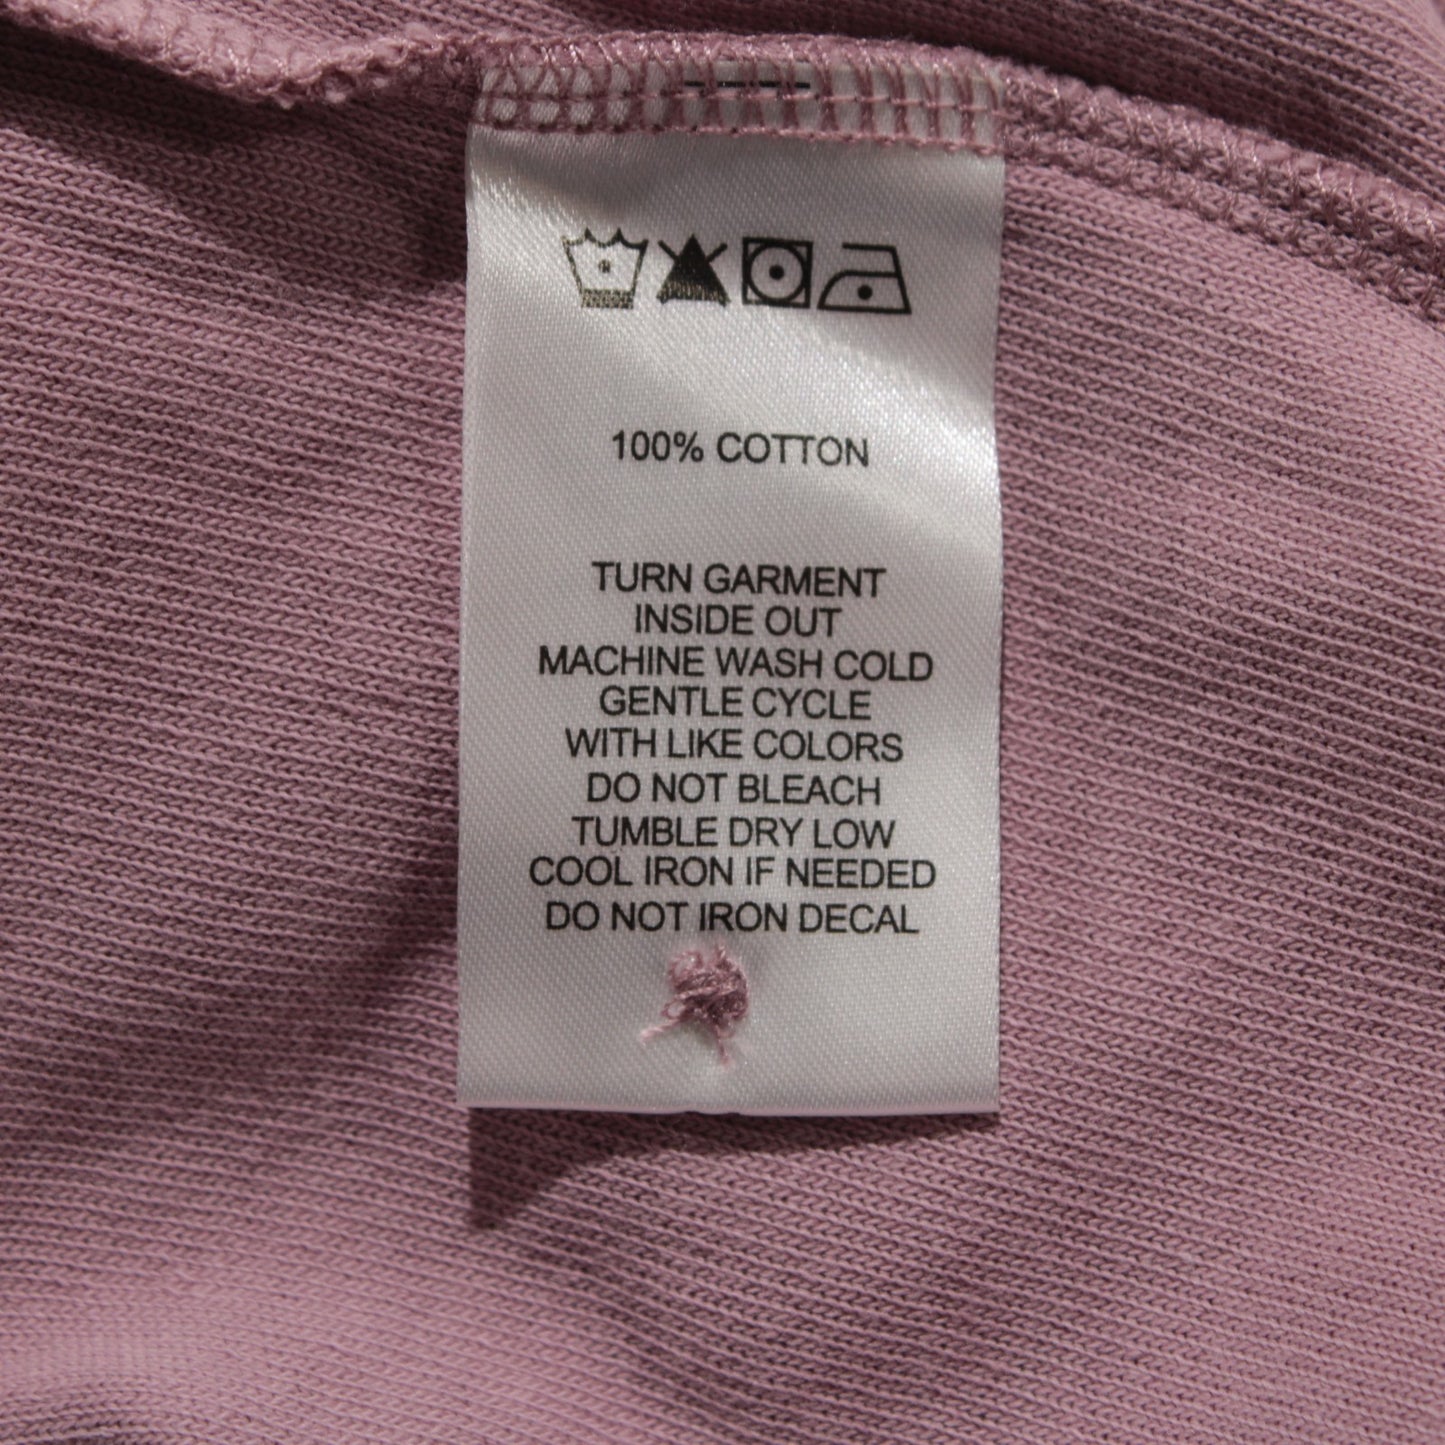 100% COTTON
TURN GARMENT
INSIDE OUT
MACHINE WASH COLD
GENTLE CYCLE
WITH LIKE COLORS
DO NOT BLEACH
TUMBLE DRY LOW
COOL IRON IF NEEDED
DO NOT IRON DECAL